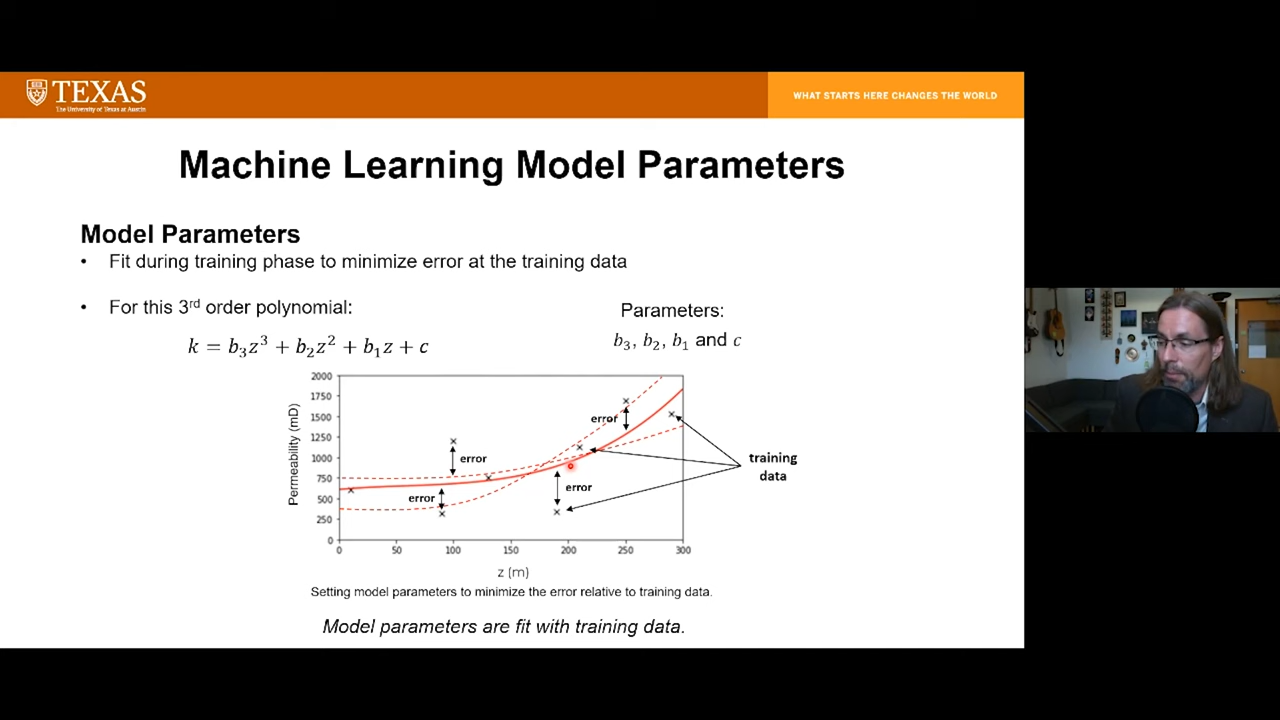 TEXAS
The University of Texas at Austin
WHAT STARTS HERE CHANGES THE WORLD
Machine Learning Model Parameters
Model Parameters
• Fit during training phase to minimize error at the training data
• For this 3rd order polynomial:
k = b₃z³ + b₂z² + b₁z + c
Parameters:
b₃, b₂, b₁ and c
2000
1750
1500
1250
1000
750
500
250
0
Permeability (mD)
error
error
error
error
training
data
0 50 100 150 200 250 300
z (m)
Setting model parameters to minimize the error relative to training data.
Model parameters are fit with training data.